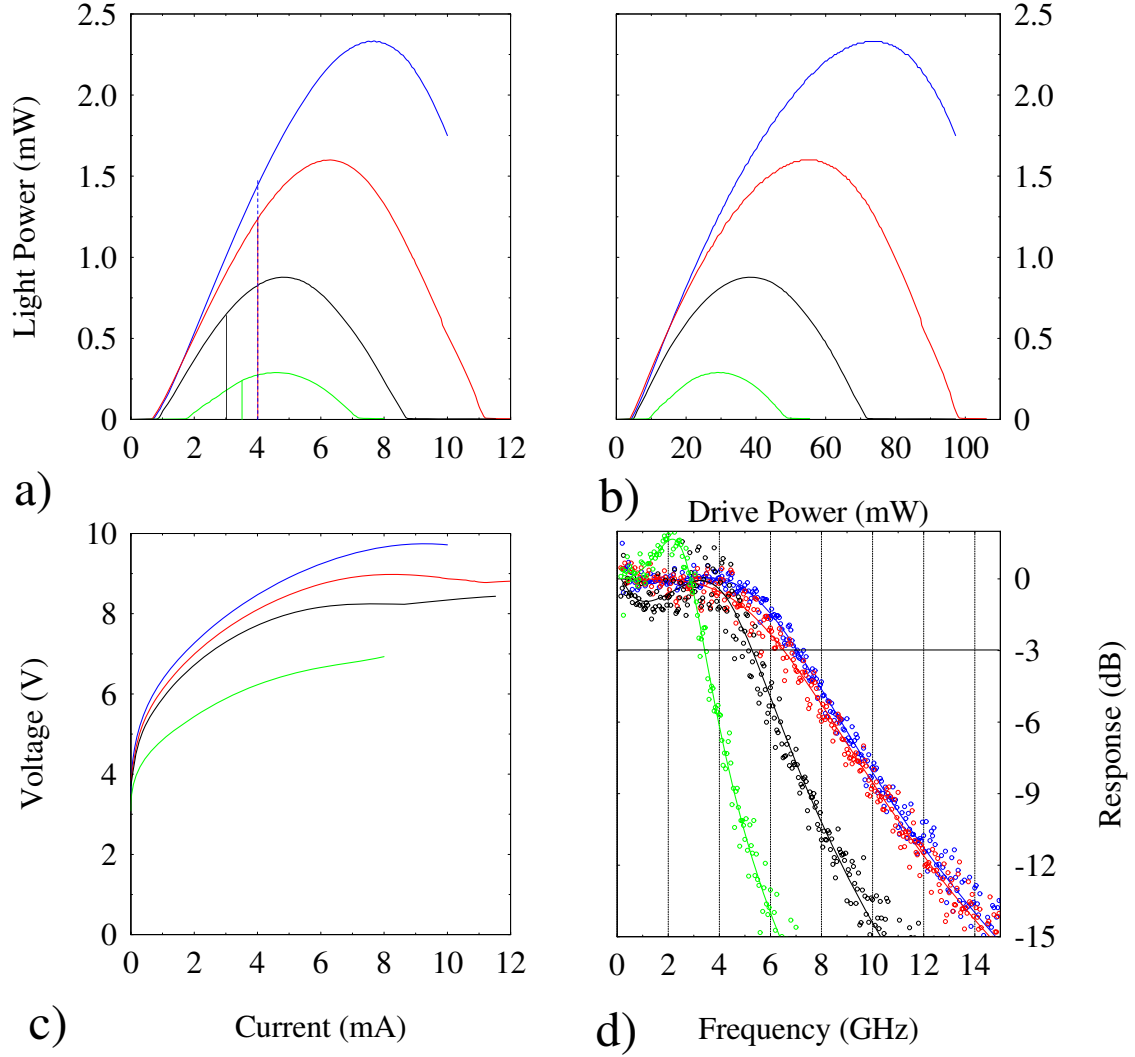 2.5
2.0
1.5
1.0
0.5
0
Light Power (mW)
0 2 4 6 8 10 12
a)
2.5
2.0
1.5
1.0
0.5
0
20 40 60 80 100
b)
Drive Power (mW)
10
8
6
4
2
0
Voltage (V)
0 2 4 6 8 10 12
c)
Current (mA)
0
-3
-6
-9
-12
-15
Response (dB)
0 2 4 6 8 10 12 14
d)
Frequency (GHz)